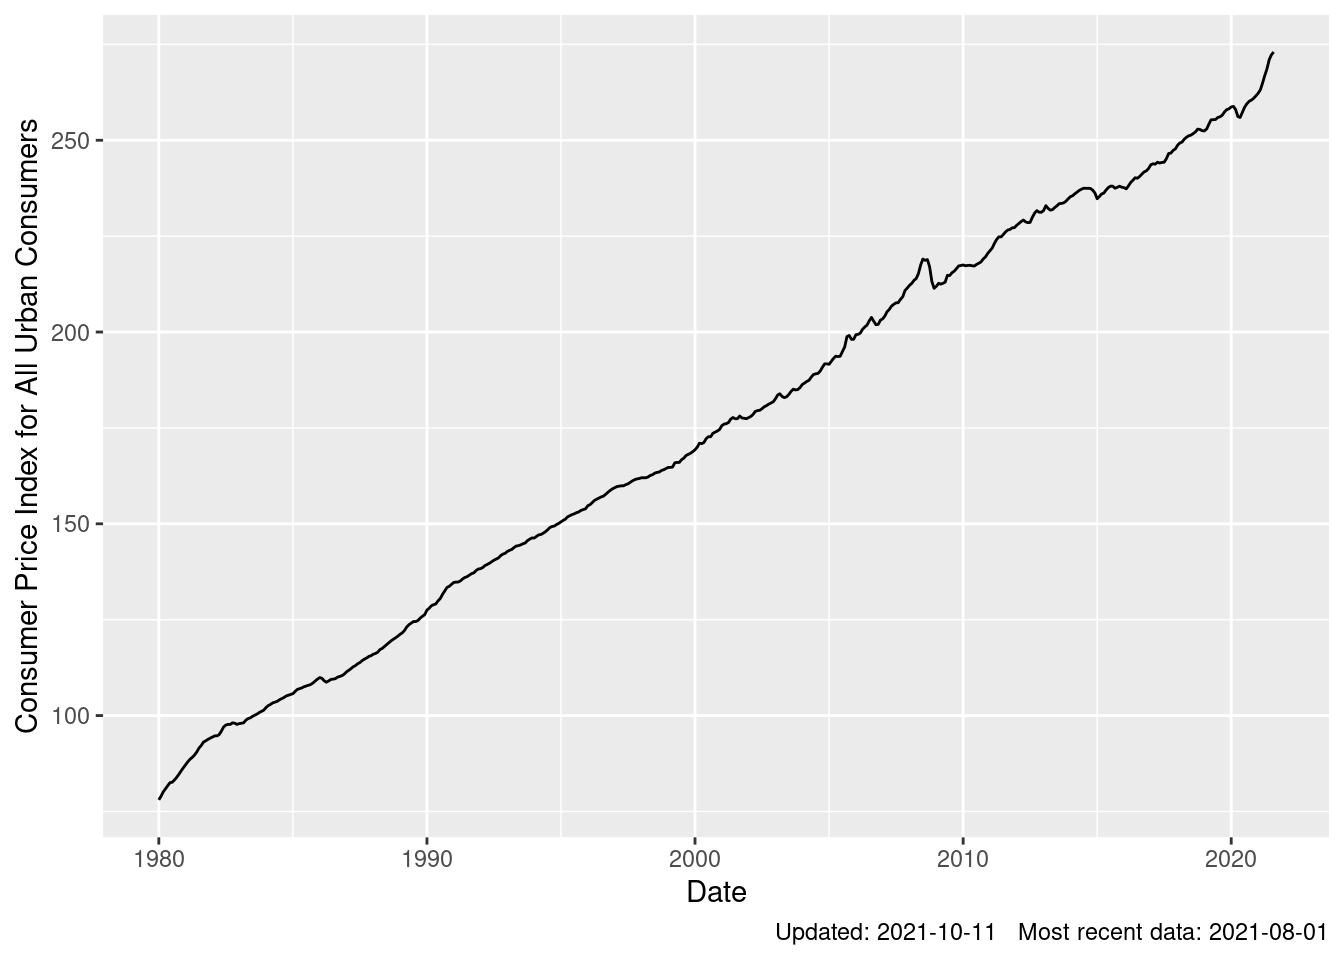 Consumer Price Index for All Urban Consumers
250
200
150
100
1980 1990 2000 2010 2020
Date
Updated: 2021-10-11 Most recent data: 2021-08-01